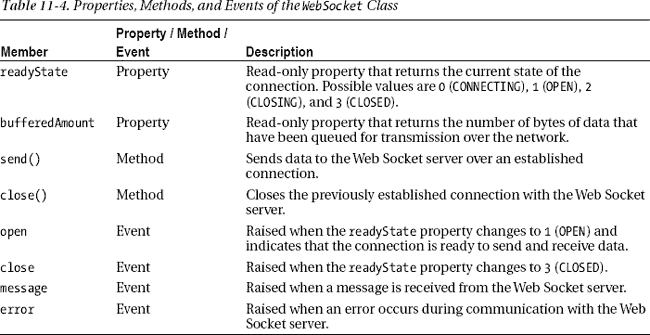 Table 11-4. Properties, Methods, and Events of the WebSocket Class
Property / Method /
Member Event Description
readyState Property Read-only property that returns the current state of the
connection. Possible values are 0 (CONNECTING), 1 (OPEN), 2
(CLOSING), and 3 (CLOSED).
bufferedAmount Property Read-only property that returns the number of bytes of data that
have been queued for transmission over the network.
send() Method Sends data to the Web Socket server over an established
connection.
close() Method Closes the previously established connection with the Web Socket
server.
open Event Raised when the readyState property changes to 1 (OPEN) and
indicates that the connection is ready to send and receive data.
close Event Raised when the readyState property changes to 3 (CLOSED).
message Event Raised when a message is received from the Web Socket server.
error Event Raised when an error occurs during communication with the Web
Socket server.